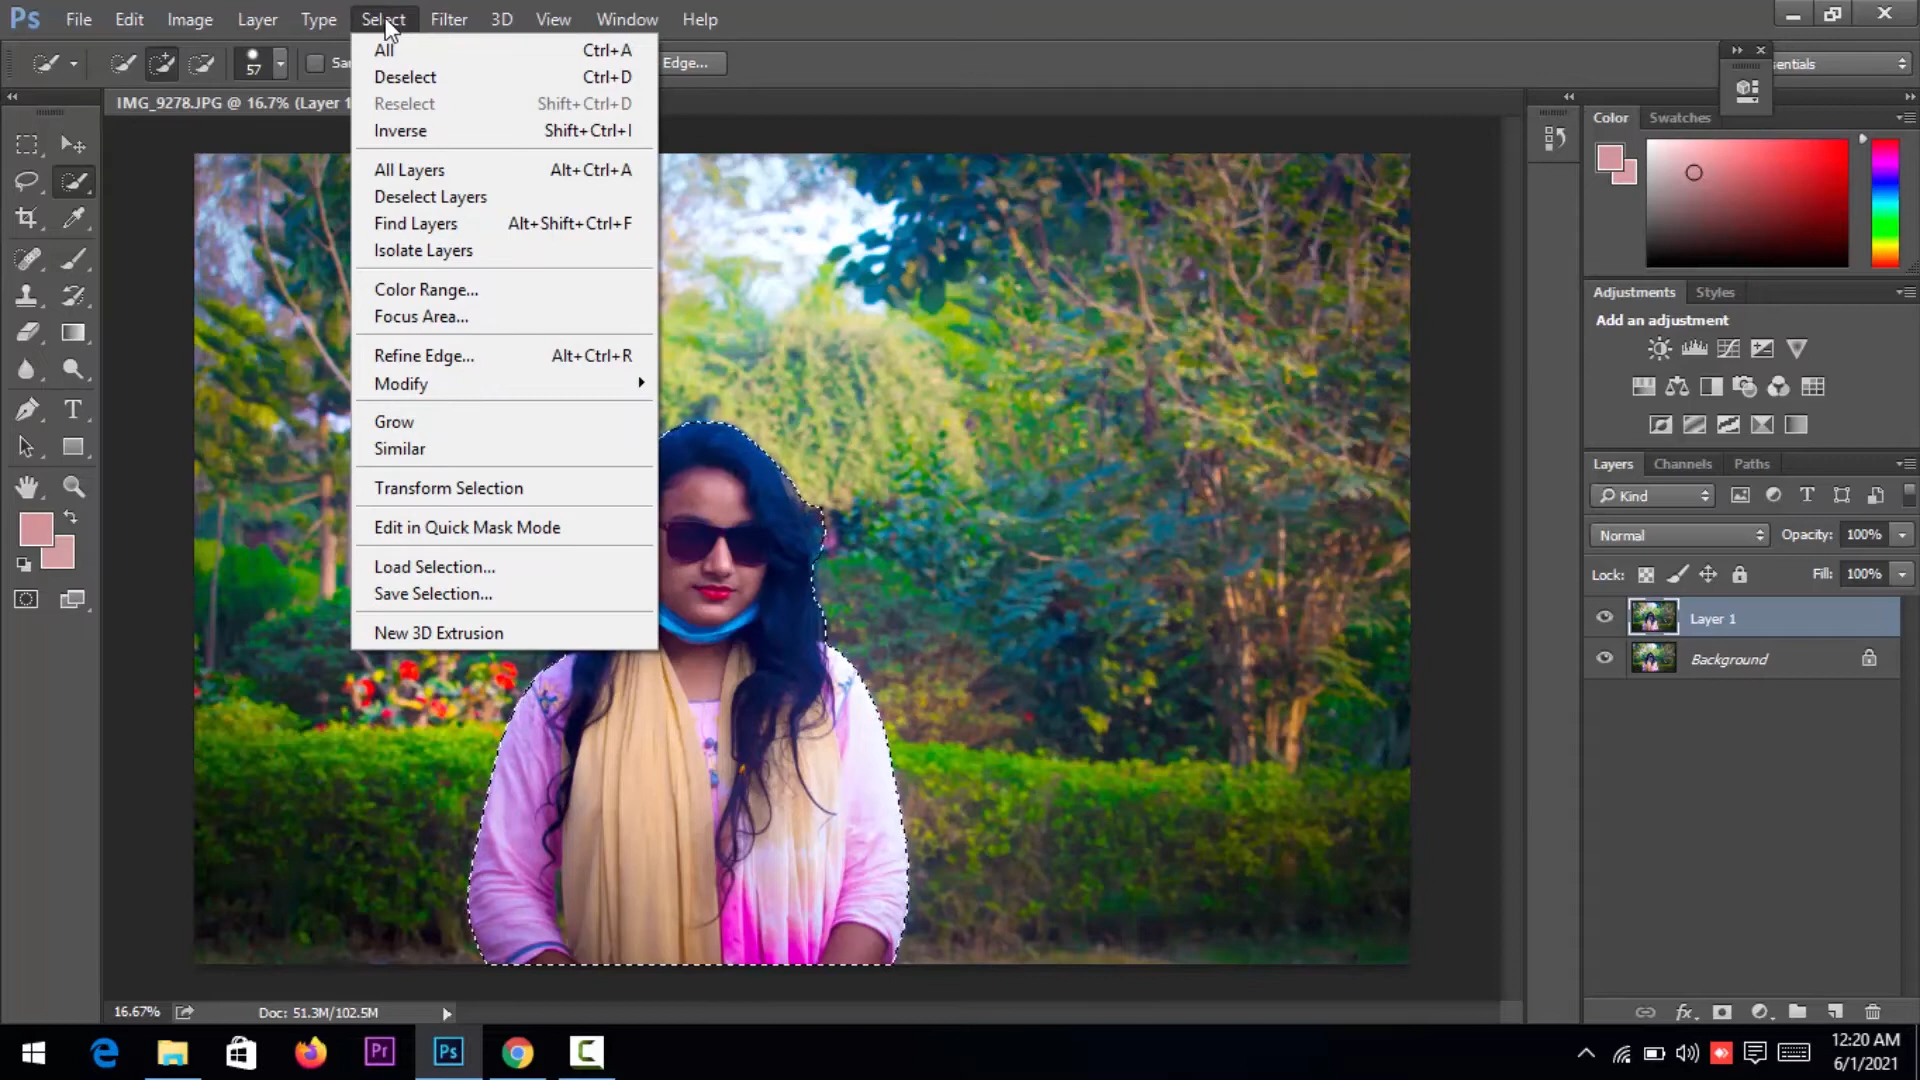 Ps File Edit Image Layer Type Select Filter 3D View Window Help
57 Edge... entials
IMG_9278.JPG @ 16.7% (Layer 1
All Ctrl+A
Deselect Ctrl+D
Reselect Shift+Ctrl+D
Inverse Shift+Ctrl+I
All Layers Alt+Ctrl+A
Deselect Layers
Find Layers Alt+Shift+Ctrl+F
Isolate Layers
Color Range...
Focus Area...
Refine Edge... Alt+Ctrl+R
Modify
Grow
Similar
Transform Selection
Edit in Quick Mask Mode
Load Selection...
Save Selection...
New 3D Extrusion
Color Swatches
Adjustments Styles
Add an adjustment
Layers Channels Paths
Kind
Normal Opacity: 100%
Lock: Fill: 100%
Layer 1
Background
fx
16.67% Doc: 51.3M/102.5M
Pr Ps
12:20 AM
6/1/2021